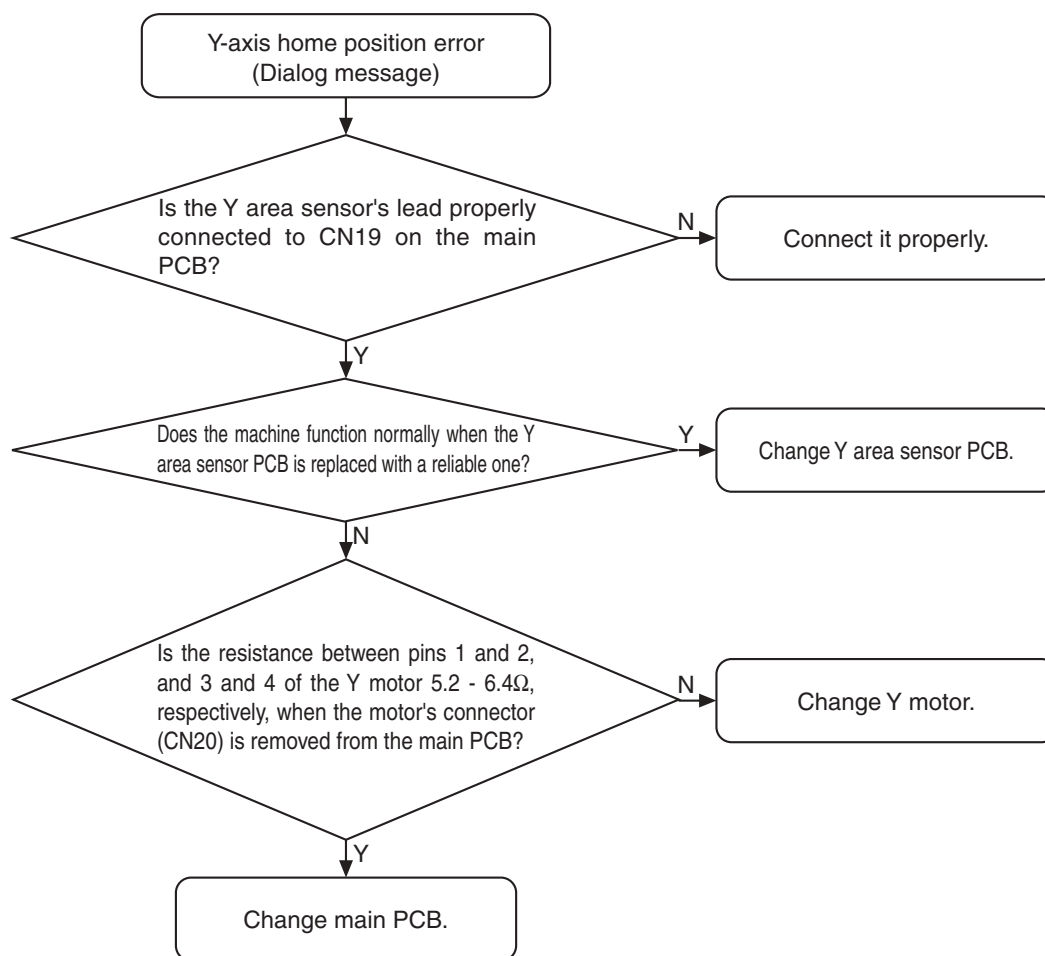 Y-axis home position error
(Dialog message)
Is the Y area sensor's lead properly
connected to CN19 on the main
PCB?
N
Connect it properly.
Y
Does the machine function normally when the Y
area sensor PCB is replaced with a reliable one?
Y
Change Y area sensor PCB.
N
Is the resistance between pins 1 and 2,
and 3 and 4 of the Y motor 5.2 - 6.4Ω,
respectively, when the motor's connector
(CN20) is removed from the main PCB?
N
Change Y motor.
Y
Change main PCB.